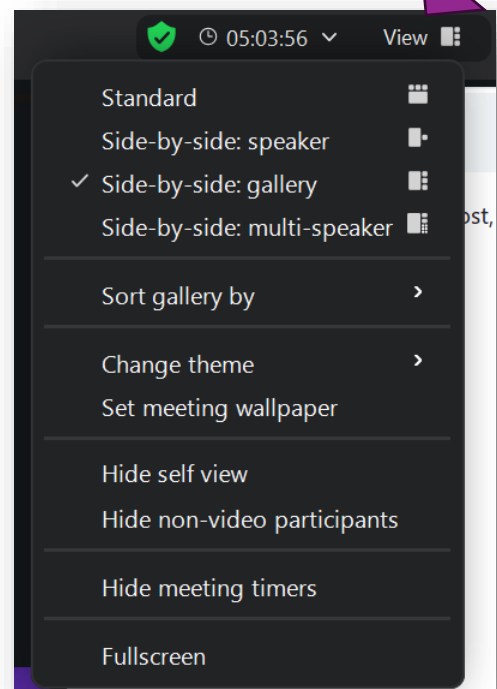 05:03:56 View
Standard
Side-by-side: speaker
Side-by-side: gallery
Side-by-side: multi-speaker
ost,
Sort gallery by
Change theme
Set meeting wallpaper
Hide self view
Hide non-video participants
Hide meeting timers
Fullscreen